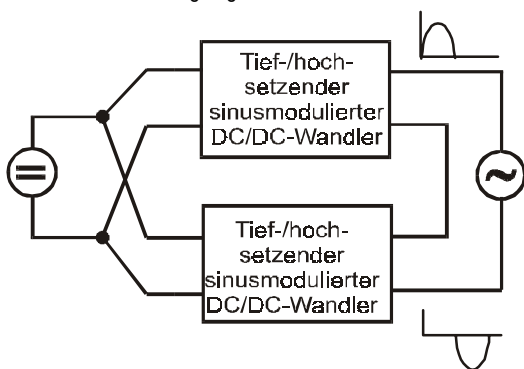 Tief-/hoch-
setzender
sinusmodulierter
DC/DC-Wandler
Tief-/hoch-
setzender
sinusmodulierter
DC/DC-Wandler